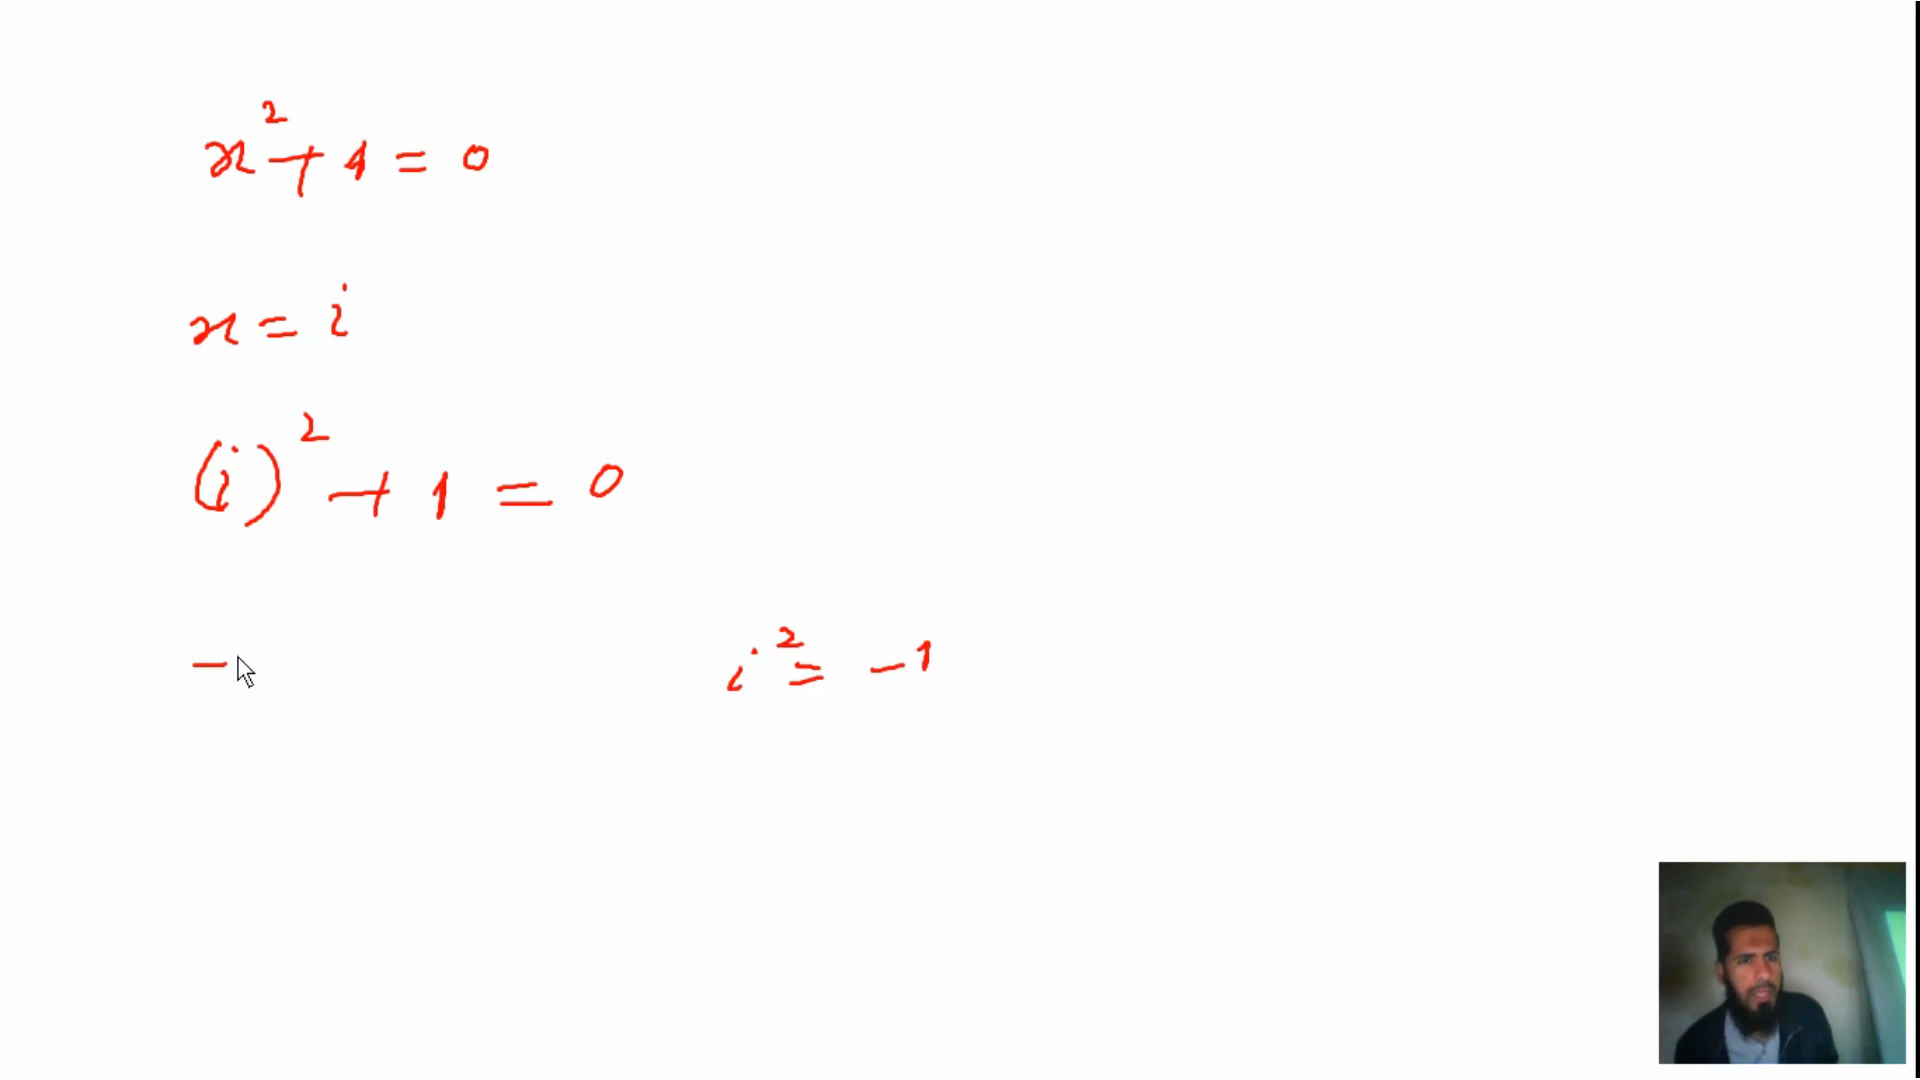 x² + 1 = 0
x = i
(i)² + 1 = 0
− i² = −1